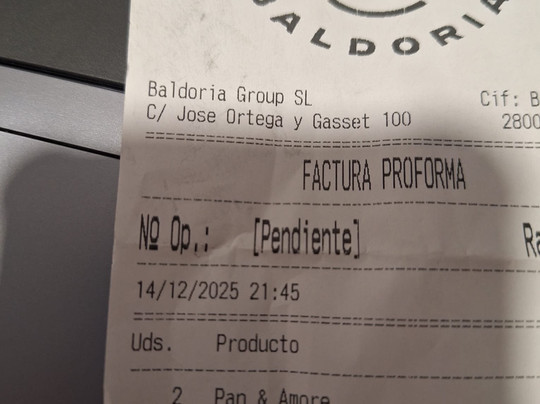 BALDORIA
Baldoria Group SL Cif: B
C/ Jose Ortega y Gasset 100 2800
FACTURA PROFORMA
Nº Op.: [Pendiente] Ra
14/12/2025 21:45
Uds. Producto
2 Pan & Amore